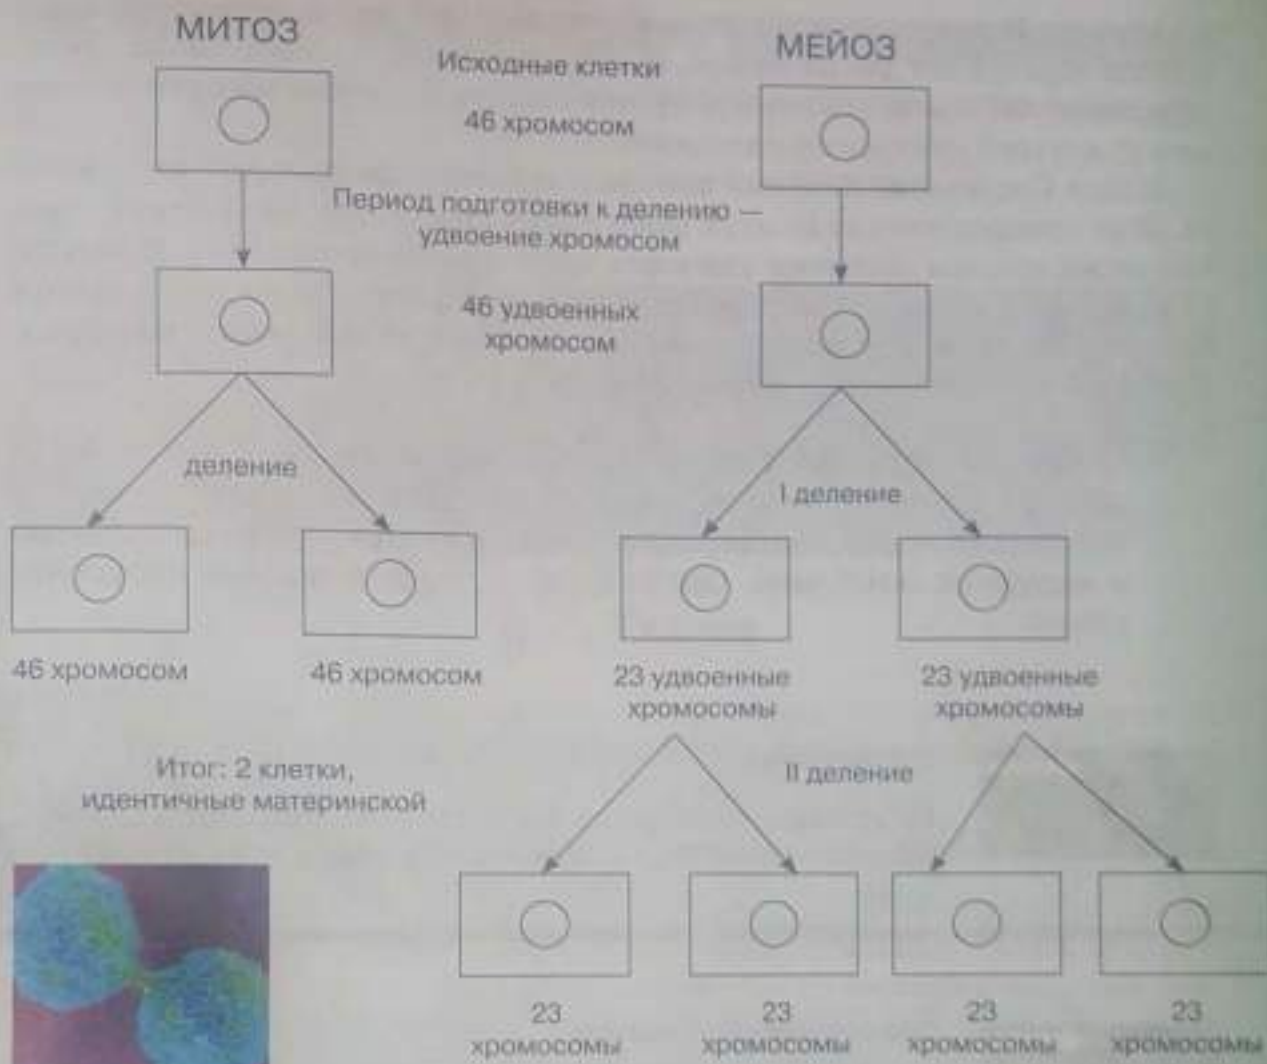 МИТОЗ
МЕЙОЗ
Исходные клетки
46 хромосом
Период подготовки к делению —
удвоение хромосом
46 удвоенных
хромосом
деление
I деление
46 хромосом
46 хромосом
23 удвоенные
хромосомы
23 удвоенные
хромосомы
Итог: 2 клетки,
идентичные материнской
II деление
23
хромосомы
23
хромосомы
23
хромосомы
23
хромосомы